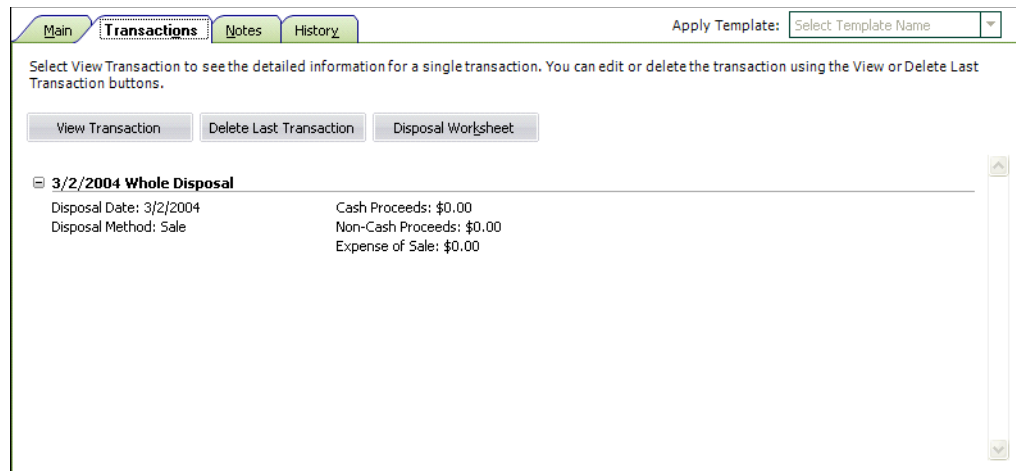 Main Transactions Notes History Apply Template: Select Template Name
Select View Transaction to see the detailed information for a single transaction. You can edit or delete the transaction using the View or Delete Last
Transaction buttons.
View Transaction Delete Last Transaction Disposal Worksheet
3/2/2004 Whole Disposal
Disposal Date: 3/2/2004 Cash Proceeds: $0.00
Disposal Method: Sale Non-Cash Proceeds: $0.00
Expense of Sale: $0.00